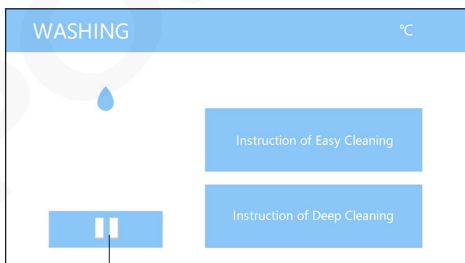 WASHING
°C
Instruction of Easy Cleaning
Instruction of Deep Cleaning